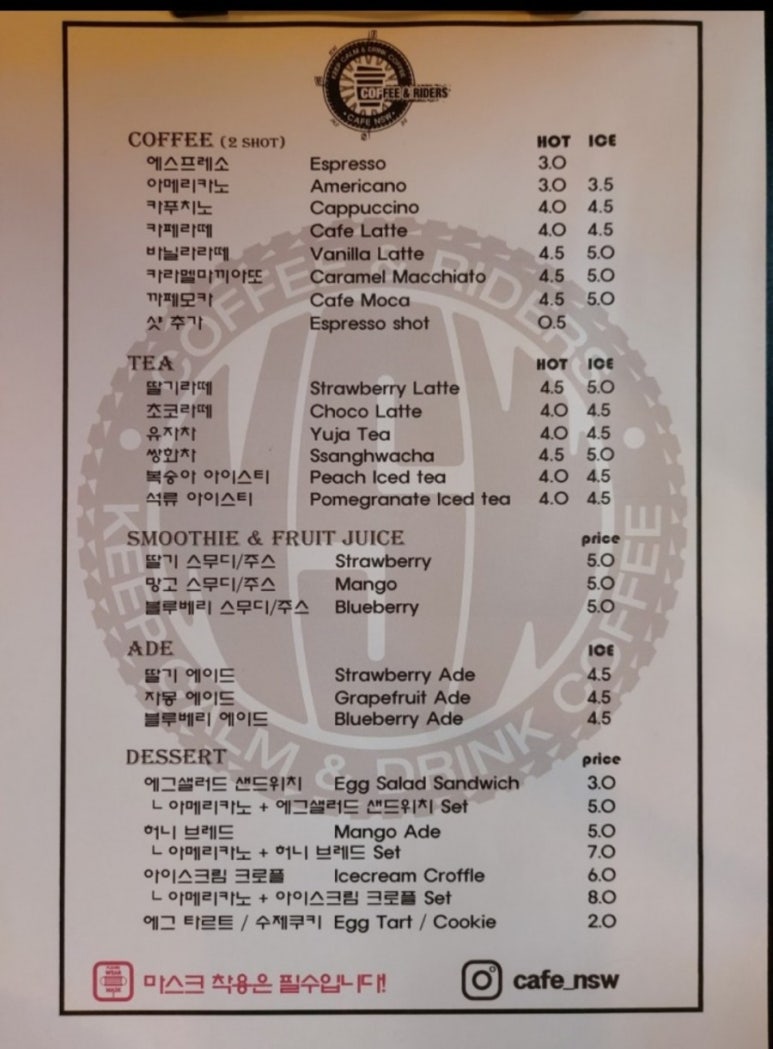 KEEP CALM & DRINK COFFEE
COFFEE & RIDERS
CAFE NSW
COFFEE (2 SHOT) HOT ICE
에스프레소 Espresso 3.0
아메리카노 Americano 3.0 3.5
카푸치노 Cappuccino 4.0 4.5
카페라떼 Cafe Latte 4.0 4.5
바닐라라떼 Vanilla Latte 4.5 5.0
카라멜마끼아또 Caramel Macchiato 4.5 5.0
까페모카 Cafe Moca 4.5 5.0
샷 추가 Espresso shot 0.5
TEA HOT ICE
딸기라떼 Strawberry Latte 4.5 5.0
초코라떼 Choco Latte 4.0 4.5
유자차 Yuja Tea 4.0 4.5
쌍화차 Ssanghwacha 4.5 5.0
복숭아 아이스티 Peach Iced tea 4.0 4.5
석류 아이스티 Pomegranate Iced tea 4.0 4.5
SMOOTHIE & FRUIT JUICE price
딸기 스무디/주스 Strawberry 5.0
망고 스무디/주스 Mango 5.0
블루베리 스무디/주스 Blueberry 5.0
ADE ICE
딸기 에이드 Strawberry Ade 4.5
자몽 에이드 Grapefruit Ade 4.5
블루베리 에이드 Blueberry Ade 4.5
DESSERT price
에그샐러드 샌드위치 Egg Salad Sandwich 3.0
ㄴ 아메리카노 + 에그샐러드 샌드위치 Set 5.0
허니 브레드 Mango Ade 5.0
ㄴ 아메리카노 + 허니 브레드 Set 7.0
아이스크림 크로플 Icecream Croffle 6.0
ㄴ 아메리카노 + 아이스크림 크로플 Set 8.0
에그 타르트 / 수제쿠키 Egg Tart / Cookie 2.0
마스크 착용은 필수입니다!
cafe_nsw
COFFEE & RIDERS
NSW
KEEP CALM & DRINK COFFEE